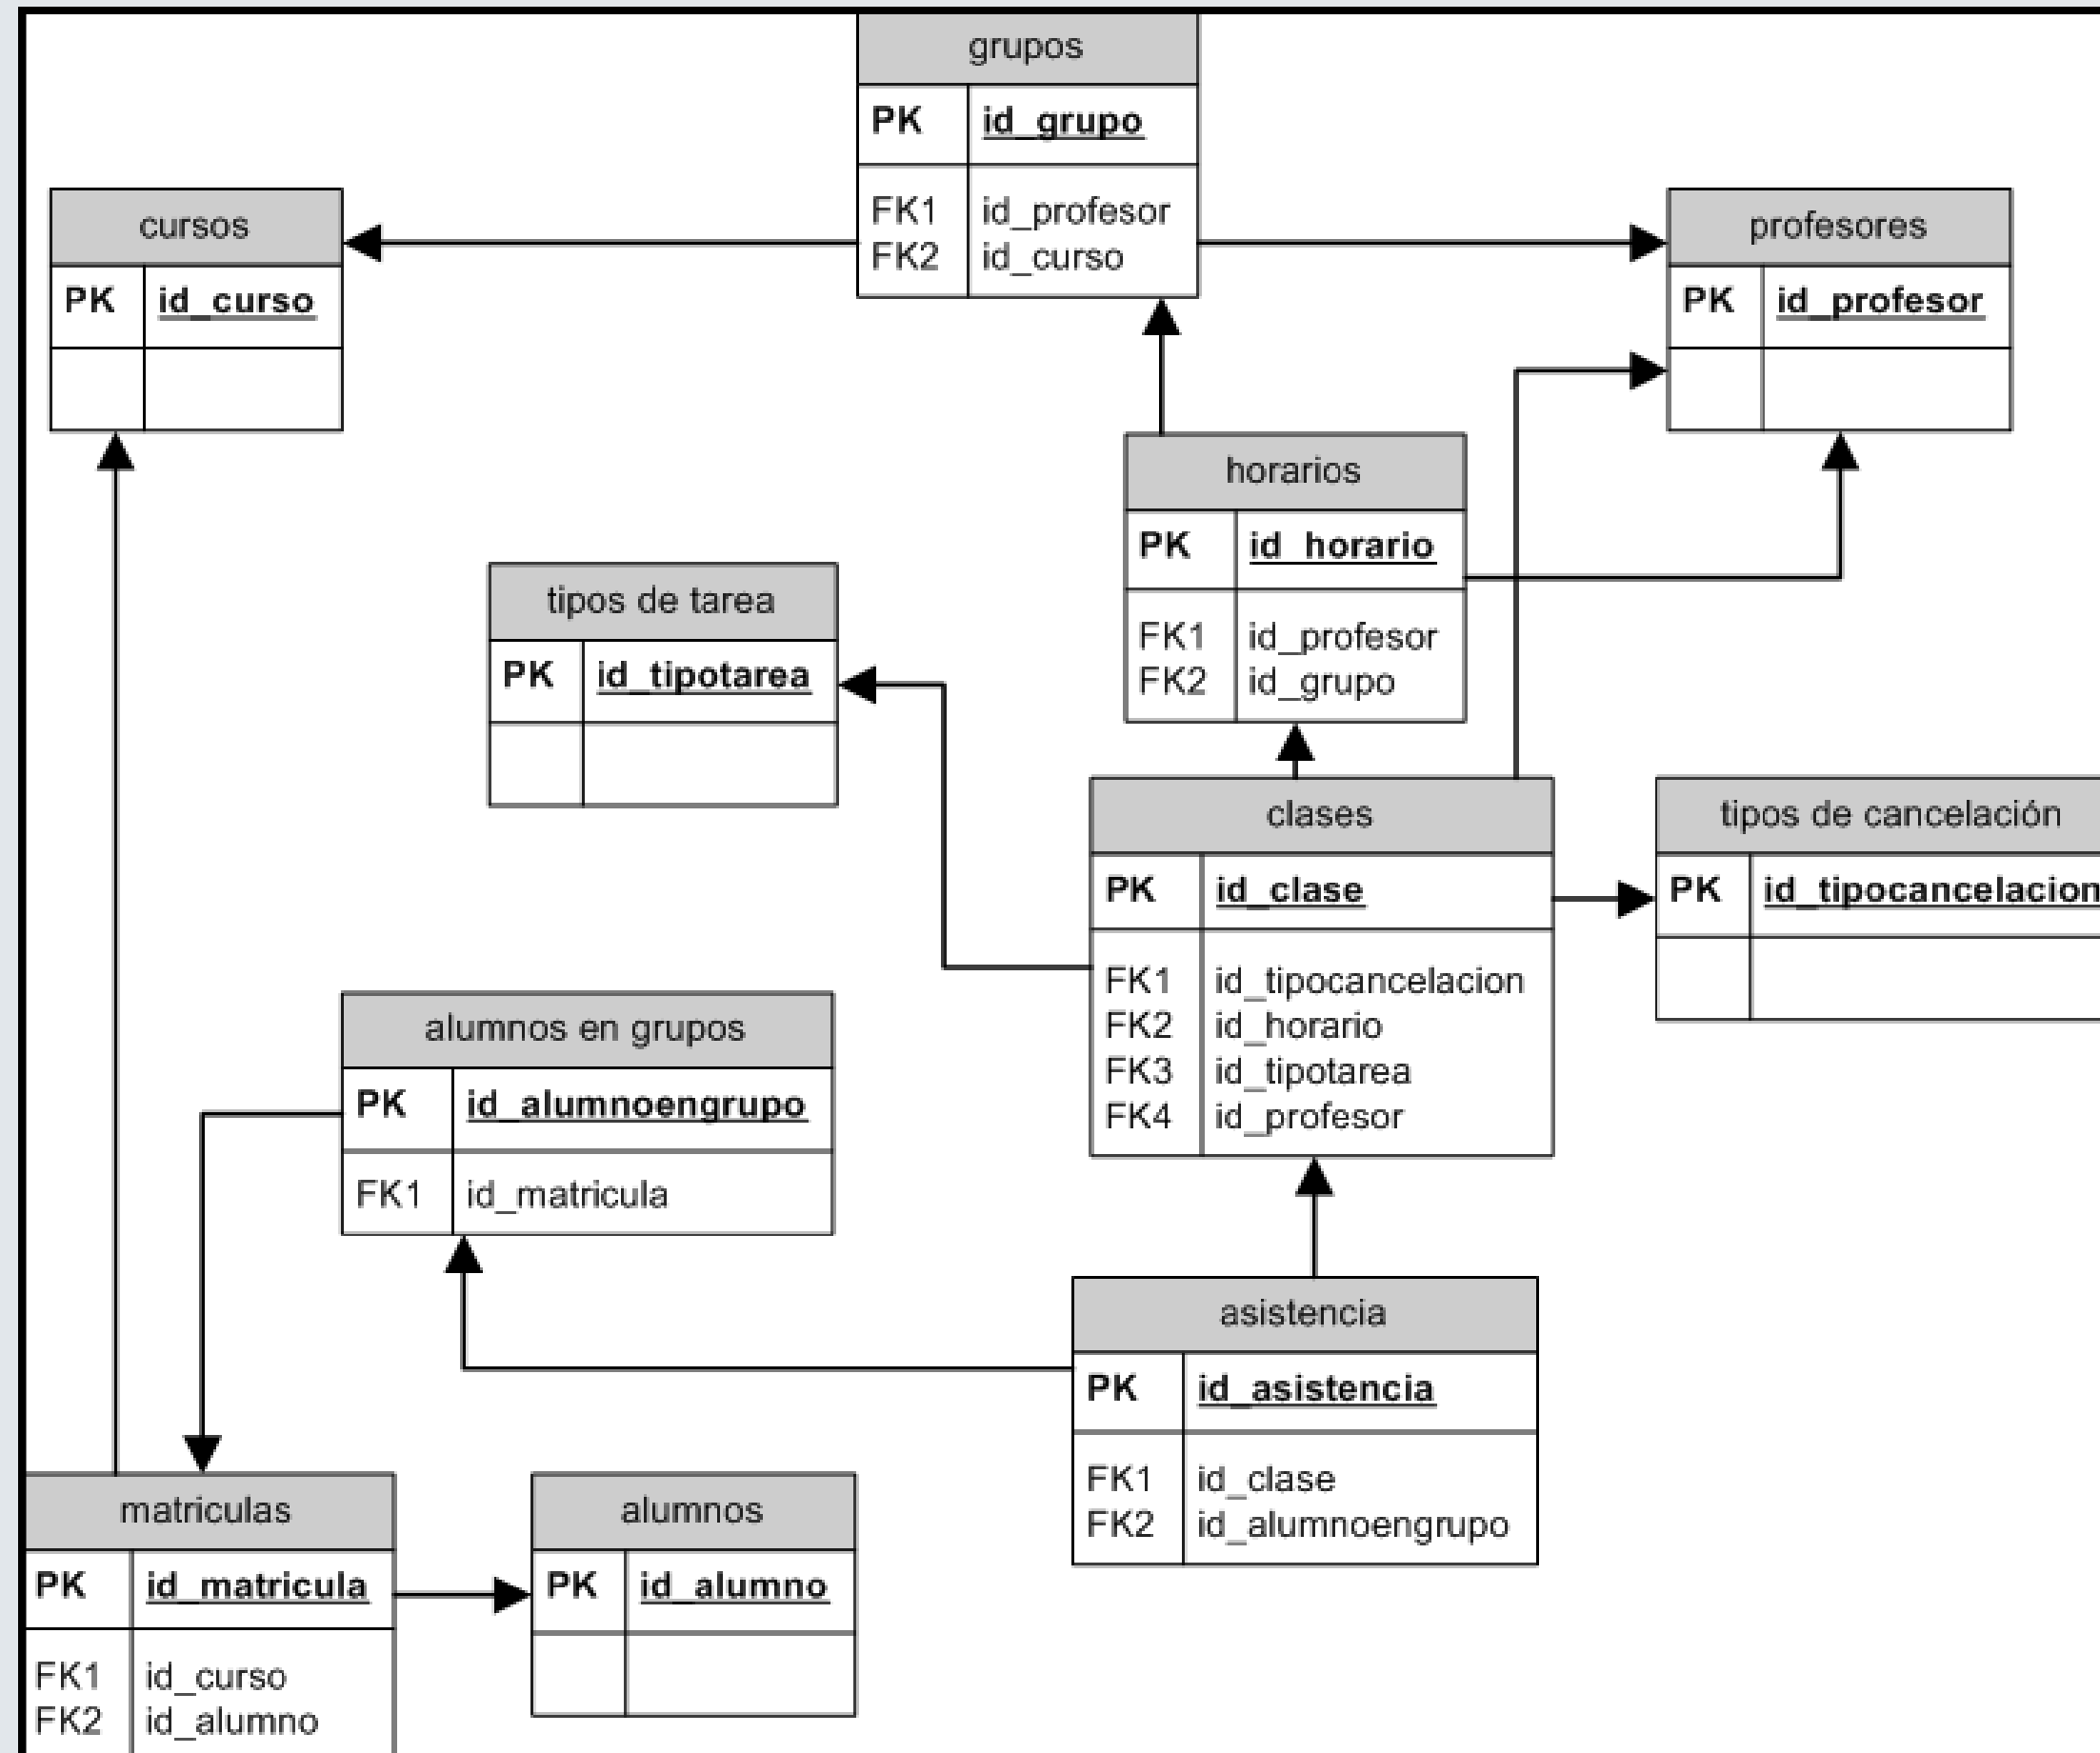 grupos
PK id_grupo
FK1 id_profesor
FK2 id_curso
cursos
PK id_curso
profesores
PK id_profesor
horarios
PK id_horario
FK1 id_profesor
FK2 id_grupo
tipos de tarea
PK id_tipotarea
clases
PK id_clase
FK1 id_tipocancelacion
FK2 id_horario
FK3 id_tipotarea
FK4 id_profesor
tipos de cancelación
PK id_tipocancelacion
alumnos en grupos
PK id_alumnoengrupo
FK1 id_matricula
asistencia
PK id_asistencia
FK1 id_clase
FK2 id_alumnoengrupo
matriculas
PK id_matricula
FK1 id_curso
FK2 id_alumno
alumnos
PK id_alumno